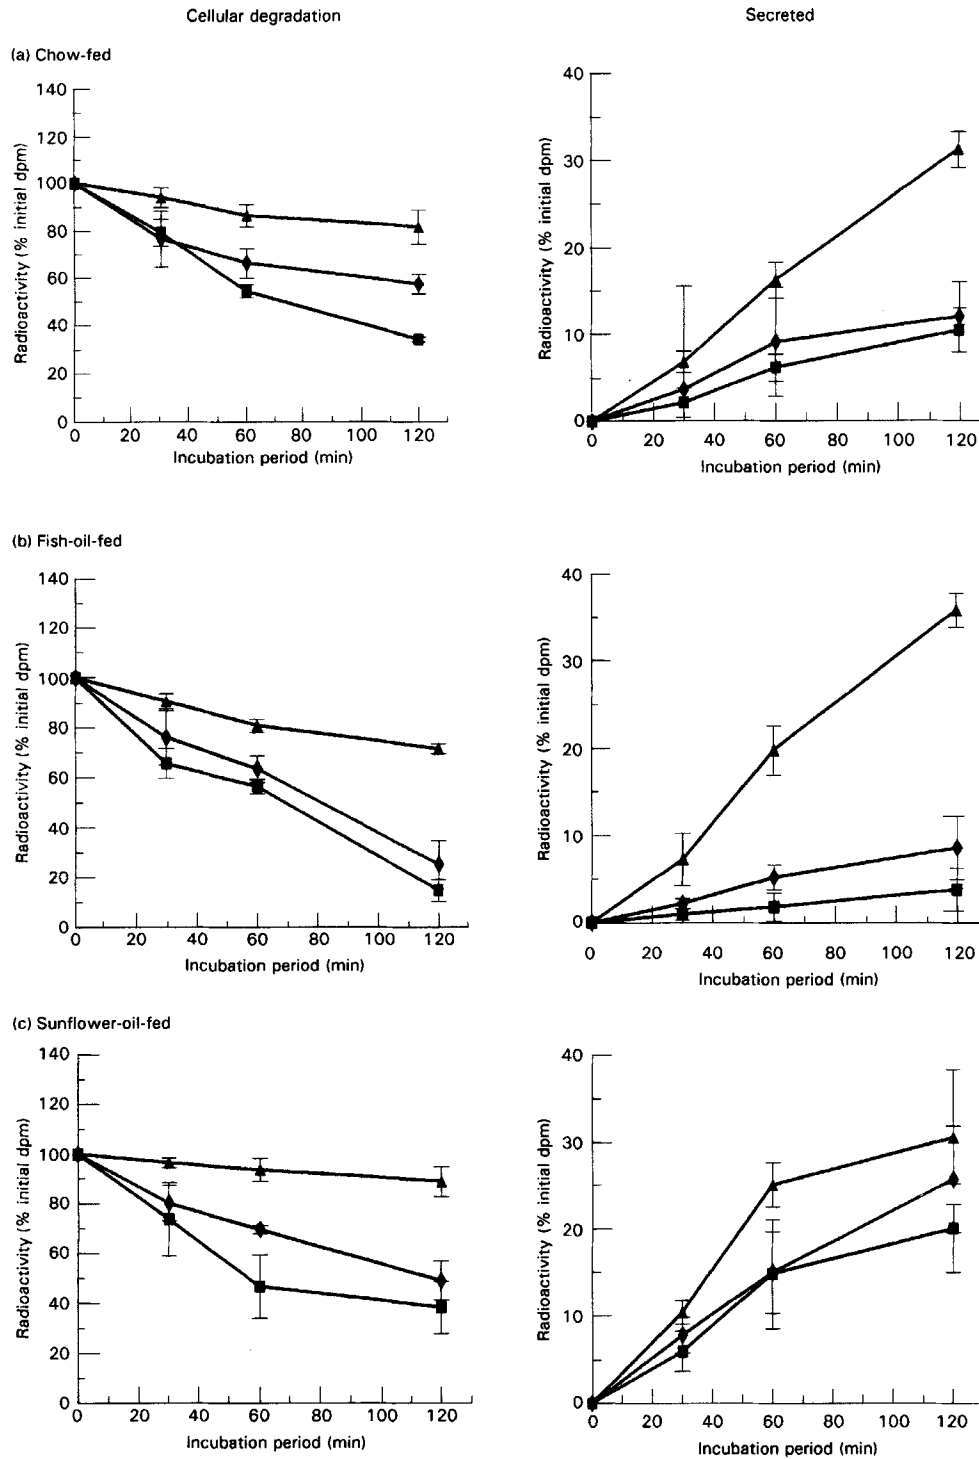 Cellular degradation
Secreted
(a) Chow-fed
140
120
100
80
60
40
20
0
Radioactivity (% initial dpm)
0 20 40 60 80 100 120
Incubation period (min)
40
30
20
10
0
Radioactivity (% initial dpm)
0 20 40 60 80 100 120
Incubation period (min)
(b) Fish-oil-fed
140
120
100
80
60
40
20
0
Radioactivity (% initial dpm)
0 20 40 60 80 100 120
Incubation period (min)
40
30
20
10
0
Radioactivity (% initial dpm)
0 20 40 60 80 100 120
Incubation period (min)
(c) Sunflower-oil-fed
140
120
100
80
60
40
20
0
Radioactivity (% initial dpm)
0 20 40 60 80 100 120
Incubation period (min)
40
30
20
10
0
Radioactivity (% initial dpm)
0 20 40 60 80 100 120
Incubation period (min)